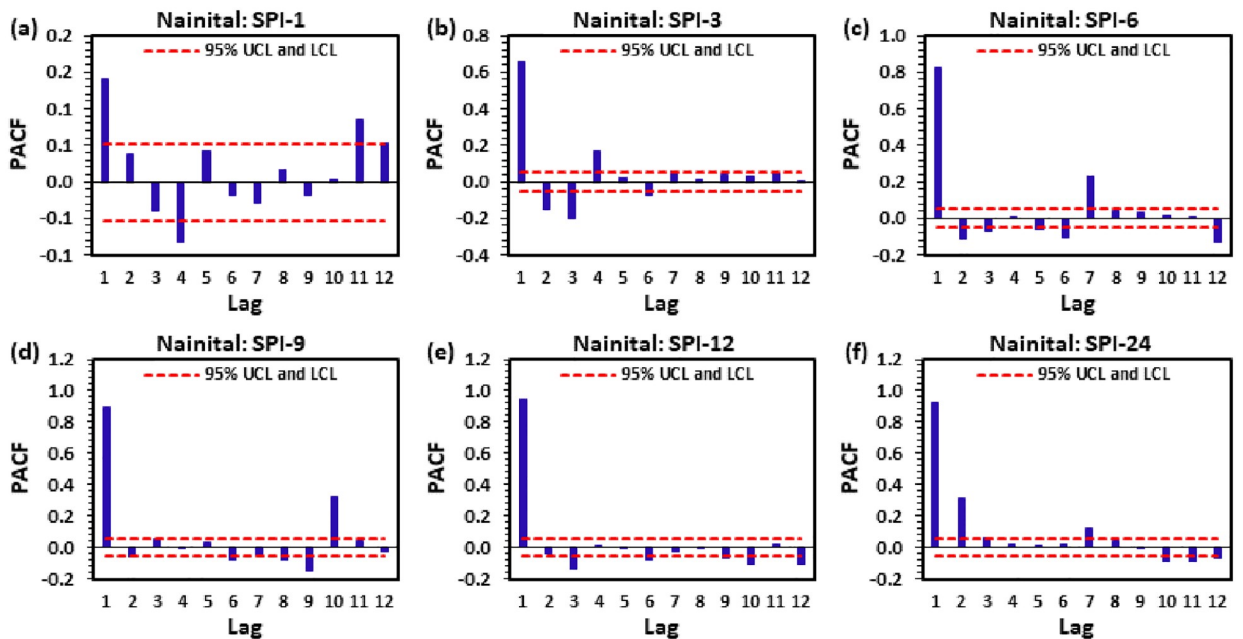 (a)
Nainital: SPI-1
95% UCL and LCL
PACF
0.2
0.2
0.1
0.1
0.0
-0.1
-0.1
1 2 3 4 5 6 7 8 9 10 11 12
Lag
(b)
Nainital: SPI-3
95% UCL and LCL
PACF
0.8
0.6
0.4
0.2
0.0
-0.2
-0.4
1 2 3 4 5 6 7 8 9 10 11 12
Lag
(c)
Nainital: SPI-6
95% UCL and LCL
PACF
1.0
0.8
0.6
0.4
0.2
0.0
-0.2
1 2 3 4 5 6 7 8 9 10 11 12
Lag
(d)
Nainital: SPI-9
95% UCL and LCL
PACF
1.2
1.0
0.8
0.6
0.4
0.2
0.0
-0.2
1 2 3 4 5 6 7 8 9 10 11 12
Lag
(e)
Nainital: SPI-12
95% UCL and LCL
PACF
1.2
1.0
0.8
0.6
0.4
0.2
0.0
-0.2
1 2 3 4 5 6 7 8 9 10 11 12
Lag
(f)
Nainital: SPI-24
95% UCL and LCL
PACF
1.2
1.0
0.8
0.6
0.4
0.2
0.0
-0.2
1 2 3 4 5 6 7 8 9 10 11 12
Lag